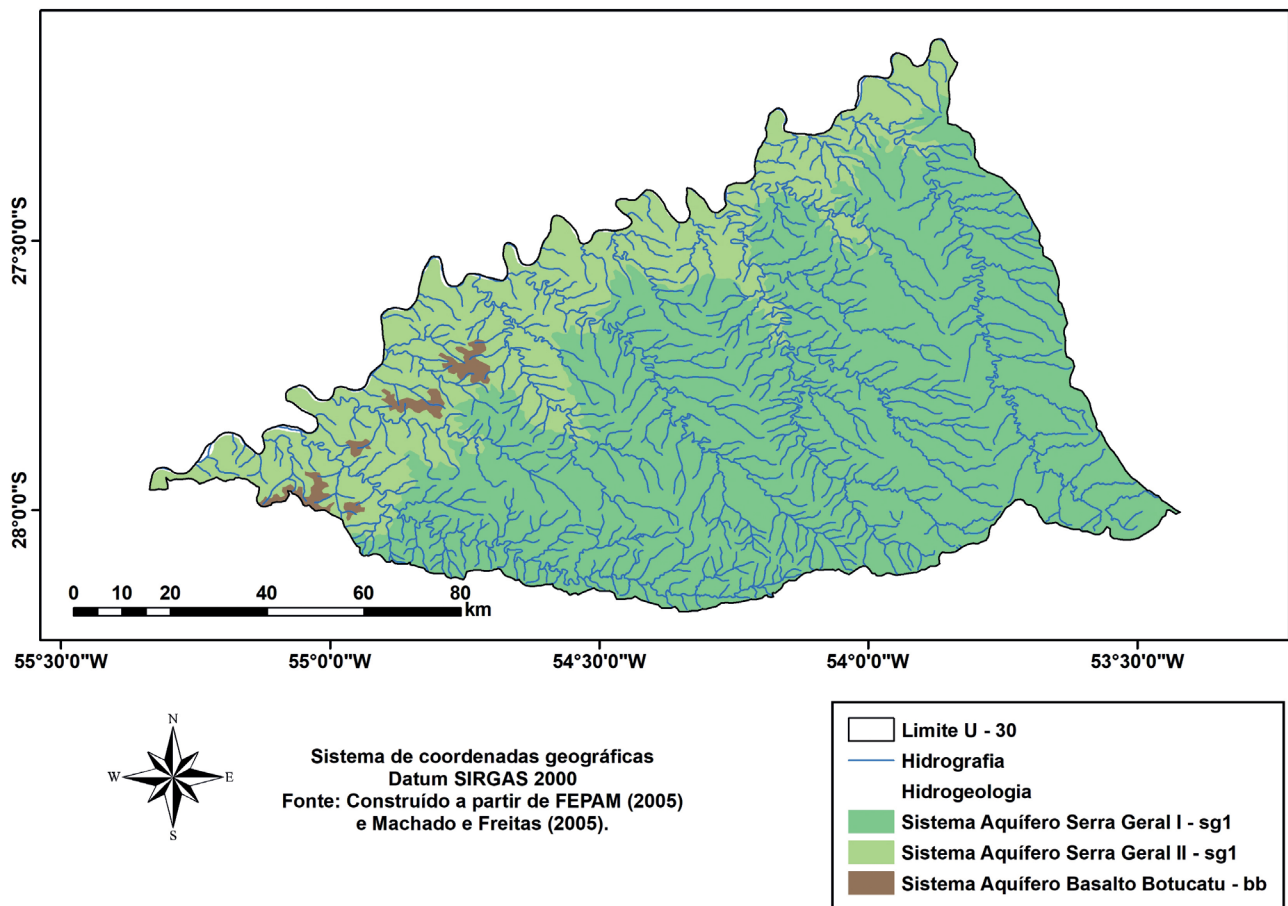 27°30'0"S
28°0'0"S
0 10 20 40 60 80
km
55°30'0"W 55°0'0"W 54°30'0"W 54°0'0"W 53°30'0"W
N
W E
S
Sistema de coordenadas geográficas
Datum SIRGAS 2000
Fonte: Construído a partir de FEPAM (2005)
e Machado e Freitas (2005).
Limite U - 30
Hidrografia
Hidrogeologia
Sistema Aquífero Serra Geral I - sg1
Sistema Aquífero Serra Geral II - sg1
Sistema Aquífero Basalto Botucatu - bb